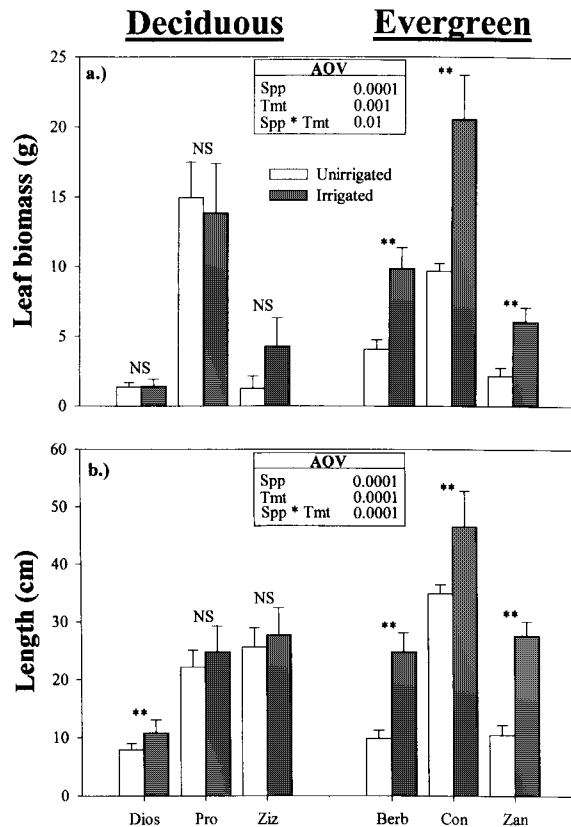 Deciduous Evergreen
a.)
AOV
Spp 0.0001
Tmt 0.001
Spp * Tmt 0.01
Unirrigated
Irrigated
Leaf biomass (g)
25
20
15
10
5
0
NS
NS
NS
**
**
**
b.)
AOV
Spp 0.0001
Tmt 0.0001
Spp * Tmt 0.0001
Length (cm)
60
50
40
30
20
10
0
**
NS
NS
**
**
**
Dios Pro Ziz Berb Con Zan